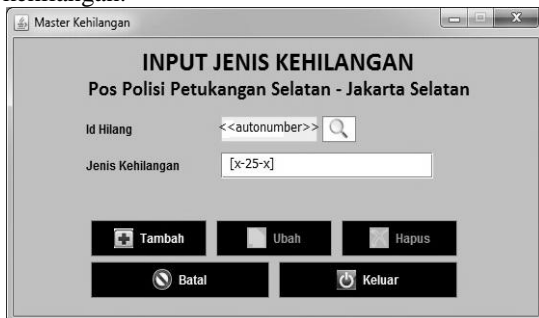 Master Kehilangan
INPUT JENIS KEHILANGAN
Pos Polisi Petukangan Selatan - Jakarta Selatan
Id Hilang <<autonumber>>
Jenis Kehilangan [x-25-x]
Tambah Ubah Hapus
Batal Keluar